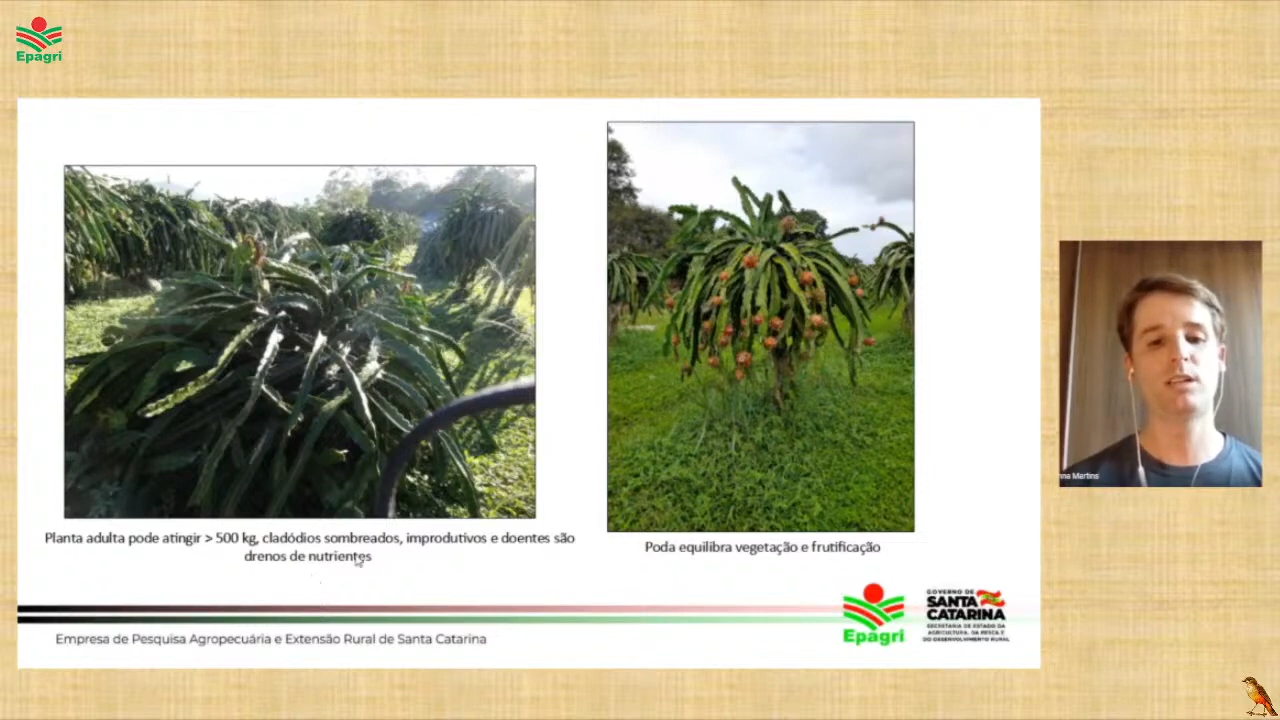 Epagri
Planta adulta pode atingir > 500 kg, cladódios sombreados, improdutivos e doentes são
drenos de nutrientes
Poda equilibra vegetação e frutificação
Martins
Empresa de Pesquisa Agropecuária e Extensão Rural de Santa Catarina
Epagri
GOVERNO DE
SANTA
CATARINA
SECRETARIA DE ESTADO DA
AGRICULTURA, DA PESCA E
DO DESENVOLVIMENTO RURAL